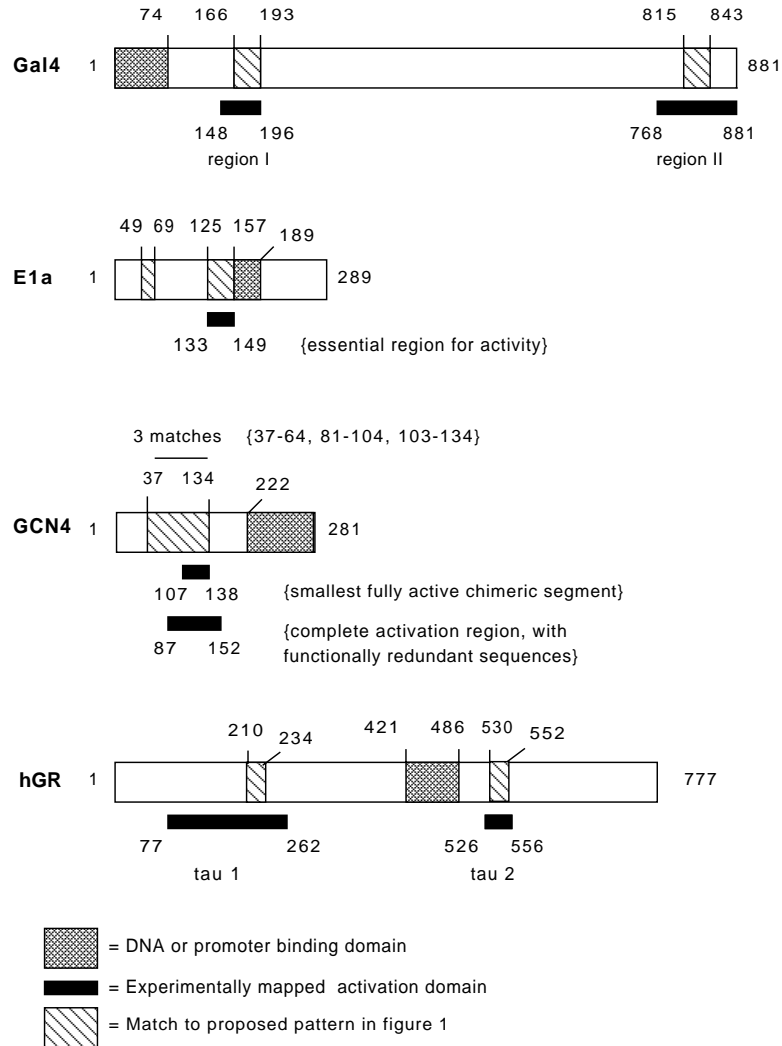 74 166 193 815 843
Gal4 1 881
148 196 768 881
region I region II
49 69 125 157
189
E1a 1 289
133 149 {essential region for activity}
3 matches {37-64, 81-104, 103-134}
37 134 222
GCN4 1 281
107 138 {smallest fully active chimeric segment}
{complete activation region, with
87 152 functionally redundant sequences}
210 234 421 486 530 552
hGR 1 777
77 262 526 556
tau 1 tau 2
= DNA or promoter binding domain
= Experimentally mapped activation domain
= Match to proposed pattern in figure 1